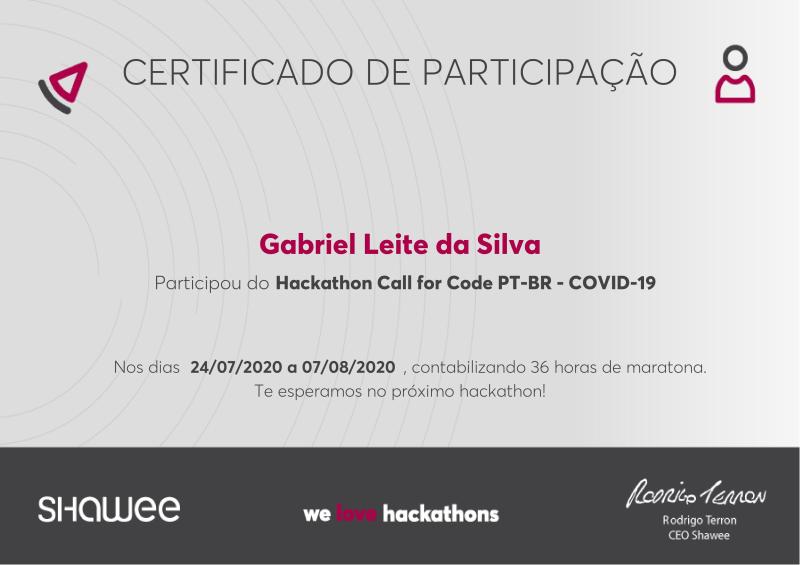 CERTIFICADO DE PARTICIPAÇÃO
Gabriel Leite da Silva
Participou do Hackathon Call for Code PT-BR - COVID-19
Nos dias 24/07/2020 a 07/08/2020 , contabilizando 36 horas de maratona.
Te esperamos no próximo hackathon!
SHAWEE
we love hackathons
Rodrigo Terron
Rodrigo Terron
CEO Shawee